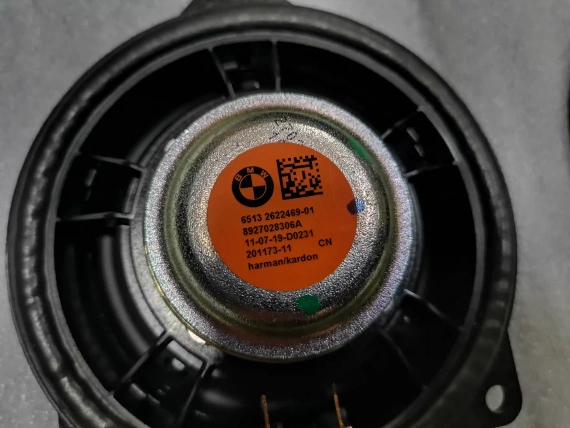 BMW
6513 2622469-01
8927028306A
11-07-19-D0231
201173-11 CN
harman/kardon